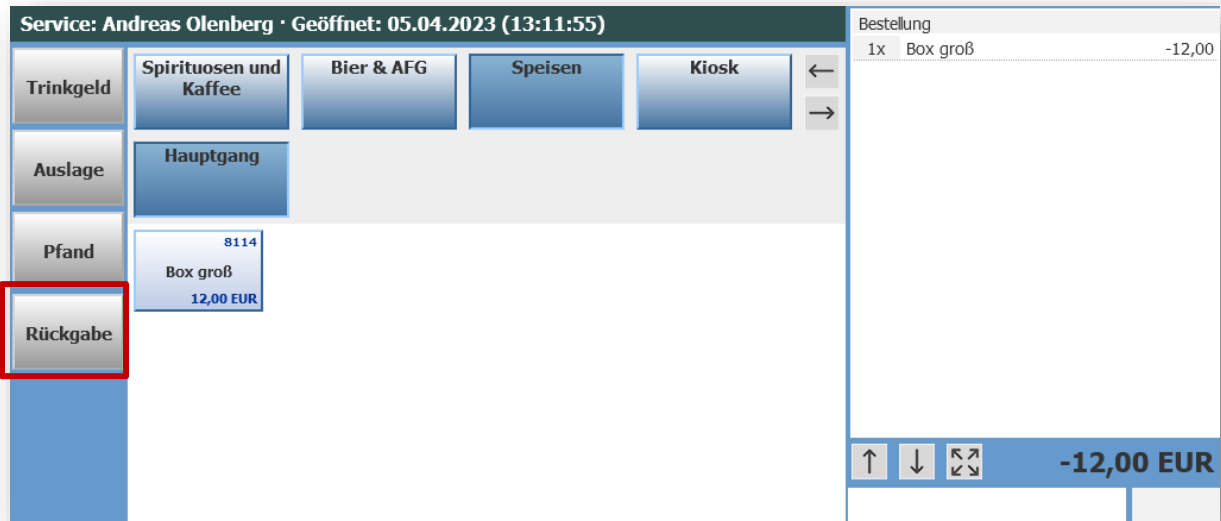 Service: Andreas Olenberg · Geöffnet: 05.04.2023 (13:11:55)
Trinkgeld
Auslage
Pfand
Rückgabe
Spirituosen und
Kaffee
Bier & AFG
Speisen
Kiosk
←
→
Hauptgang
8114
Box groß
12,00 EUR
Bestellung
1x Box groß -12,00
↑ ↓ -12,00 EUR